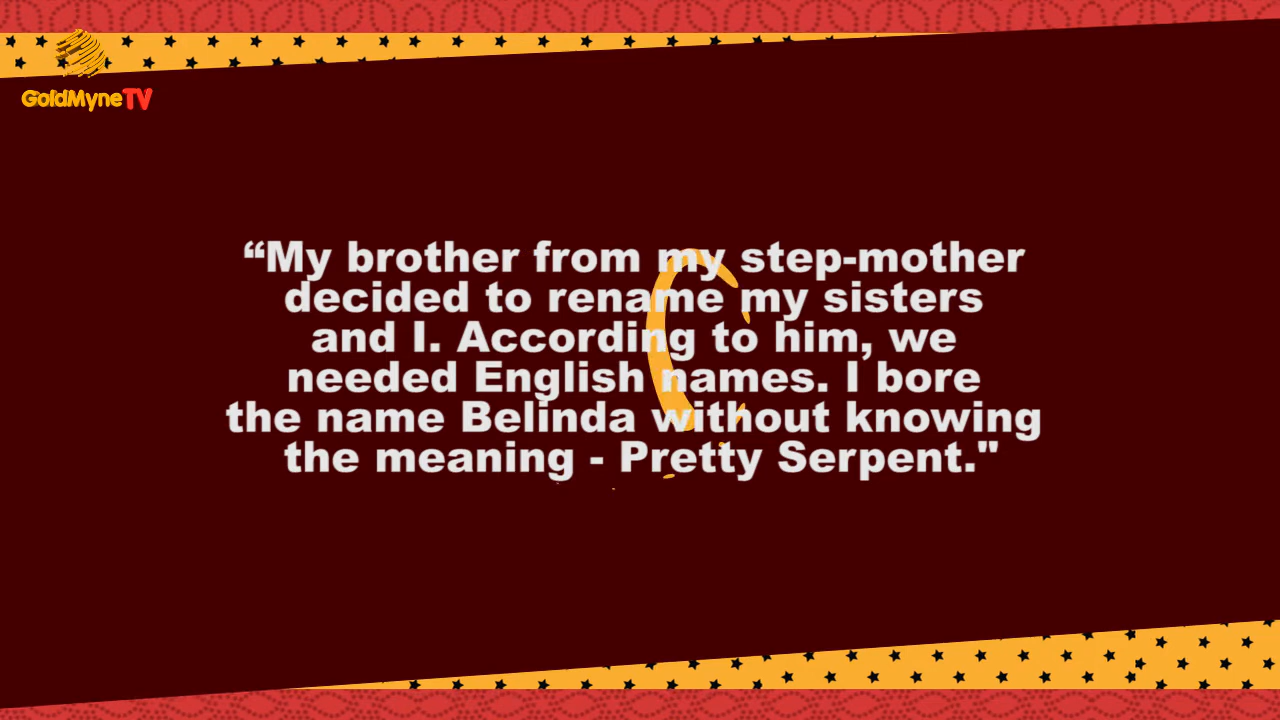 GoldMyneTV
“My brother from my step-mother
decided to rename my sisters
and I. According to him, we
needed English names. I bore
the name Belinda without knowing
the meaning - Pretty Serpent."